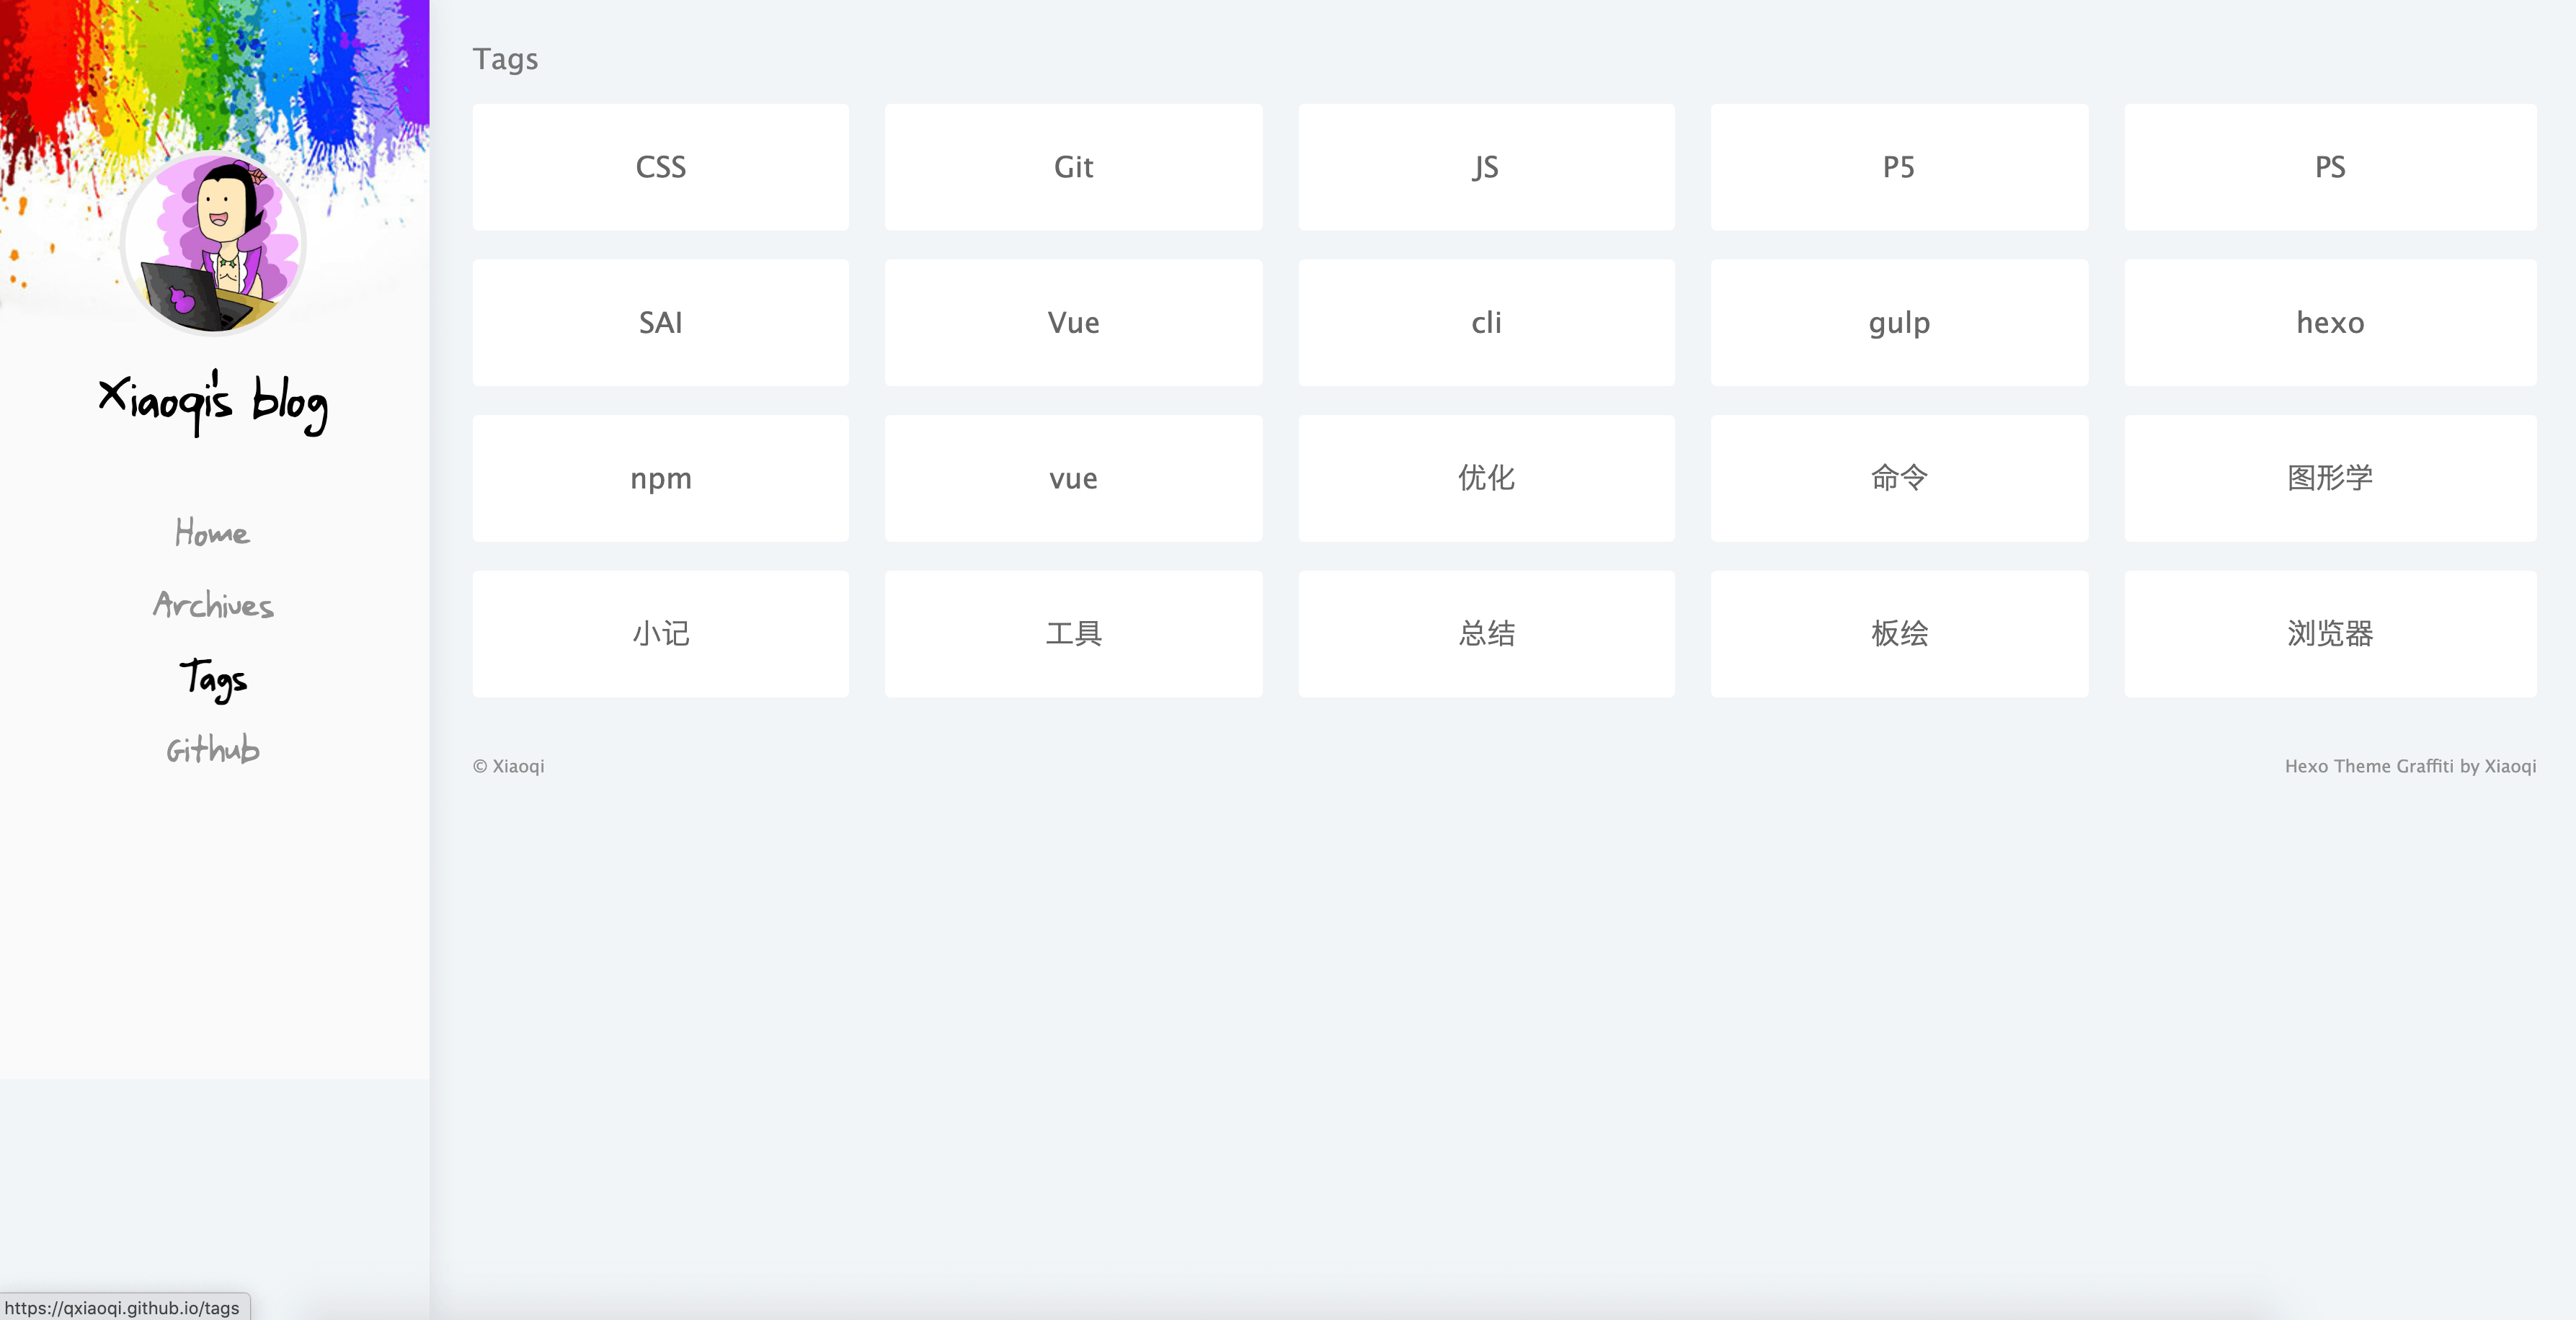 Xiaoqi's blog
Home
Archives
Tags
Github
Tags
CSS
Git
JS
P5
PS
SAI
Vue
cli
gulp
hexo
npm
vue
优化
命令
图形学
小记
工具
总结
板绘
浏览器
© Xiaoqi
Hexo Theme Graffiti by Xiaoqi
https://qxiaoqi.github.io/tags